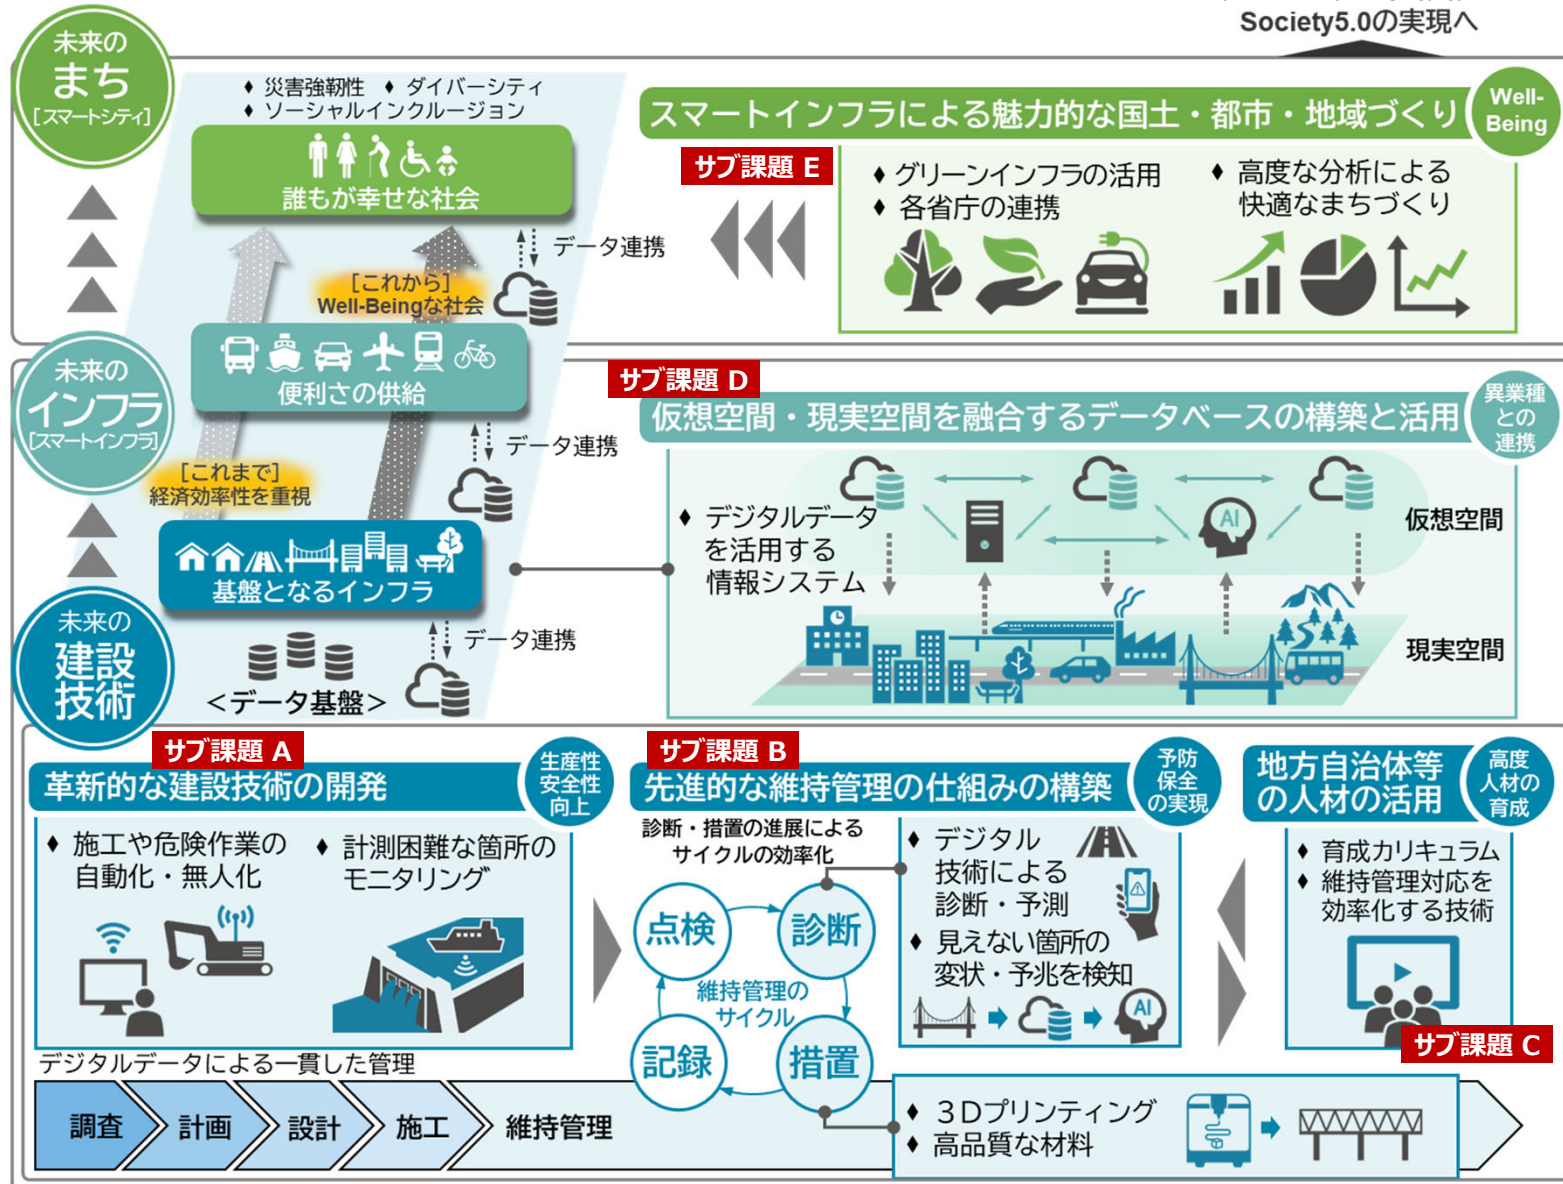 Society5.0の実現へ
未来の
まち
[スマートシティ]
♦ 災害強靭性 ♦ ダイバーシティ
♦ ソーシャルインクルージョン
誰もが幸せな社会
データ連携
[これから]
Well-Beingな社会
スマートインフラによる魅力的な国土・都市・地域づくり
Well-
Being
サブ課題 E
♦ グリーンインフラの活用
♦ 各省庁の連携
♦ 高度な分析による
快適なまちづくり
未来の
インフラ
[スマートインフラ]
便利さの供給
データ連携
[これまで]
経済効率性を重視
基盤となるインフラ
データ連携
<データ基盤>
サブ課題 D
仮想空間・現実空間を融合するデータベースの構築と活用
異業種
との
連携
♦ デジタルデータ
を活用する
情報システム
AI
仮想空間
現実空間
未来の
建設
技術
サブ課題 A
革新的な建設技術の開発
生産性
安全性
向上
♦ 施工や危険作業の
自動化・無人化
♦ 計測困難な箇所の
モニタリング
サブ課題 B
先進的な維持管理の仕組みの構築
予防
保全
の実現
診断・措置の進展による
サイクルの効率化
点検
診断
維持管理の
サイクル
記録
措置
♦ デジタル
技術による
診断・予測
♦ 見えない箇所の
変状・予兆を検知
AI
地方自治体等
の人材の活用
高度
人材の
育成
♦ 育成カリキュラム
♦ 維持管理対応を
効率化する技術
サブ課題 C
デジタルデータによる一貫した管理
調査
計画
設計
施工
維持管理
♦ 3Dプリンティング
♦ 高品質な材料